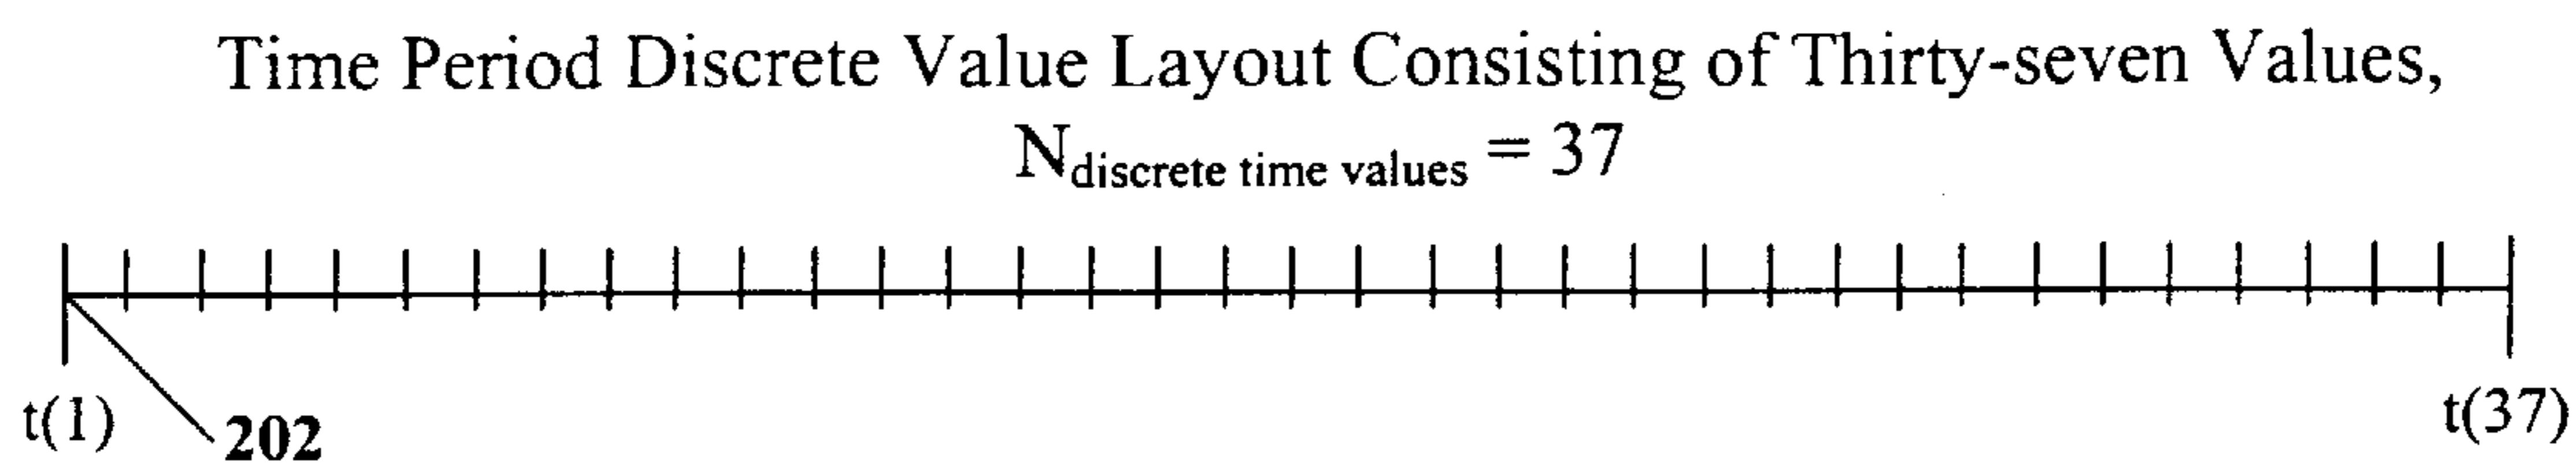 Time Period Discrete Value Layout Consisting of Thirty-seven Values,
Ndiscrete time values = 37
t(1)
202
t(37)